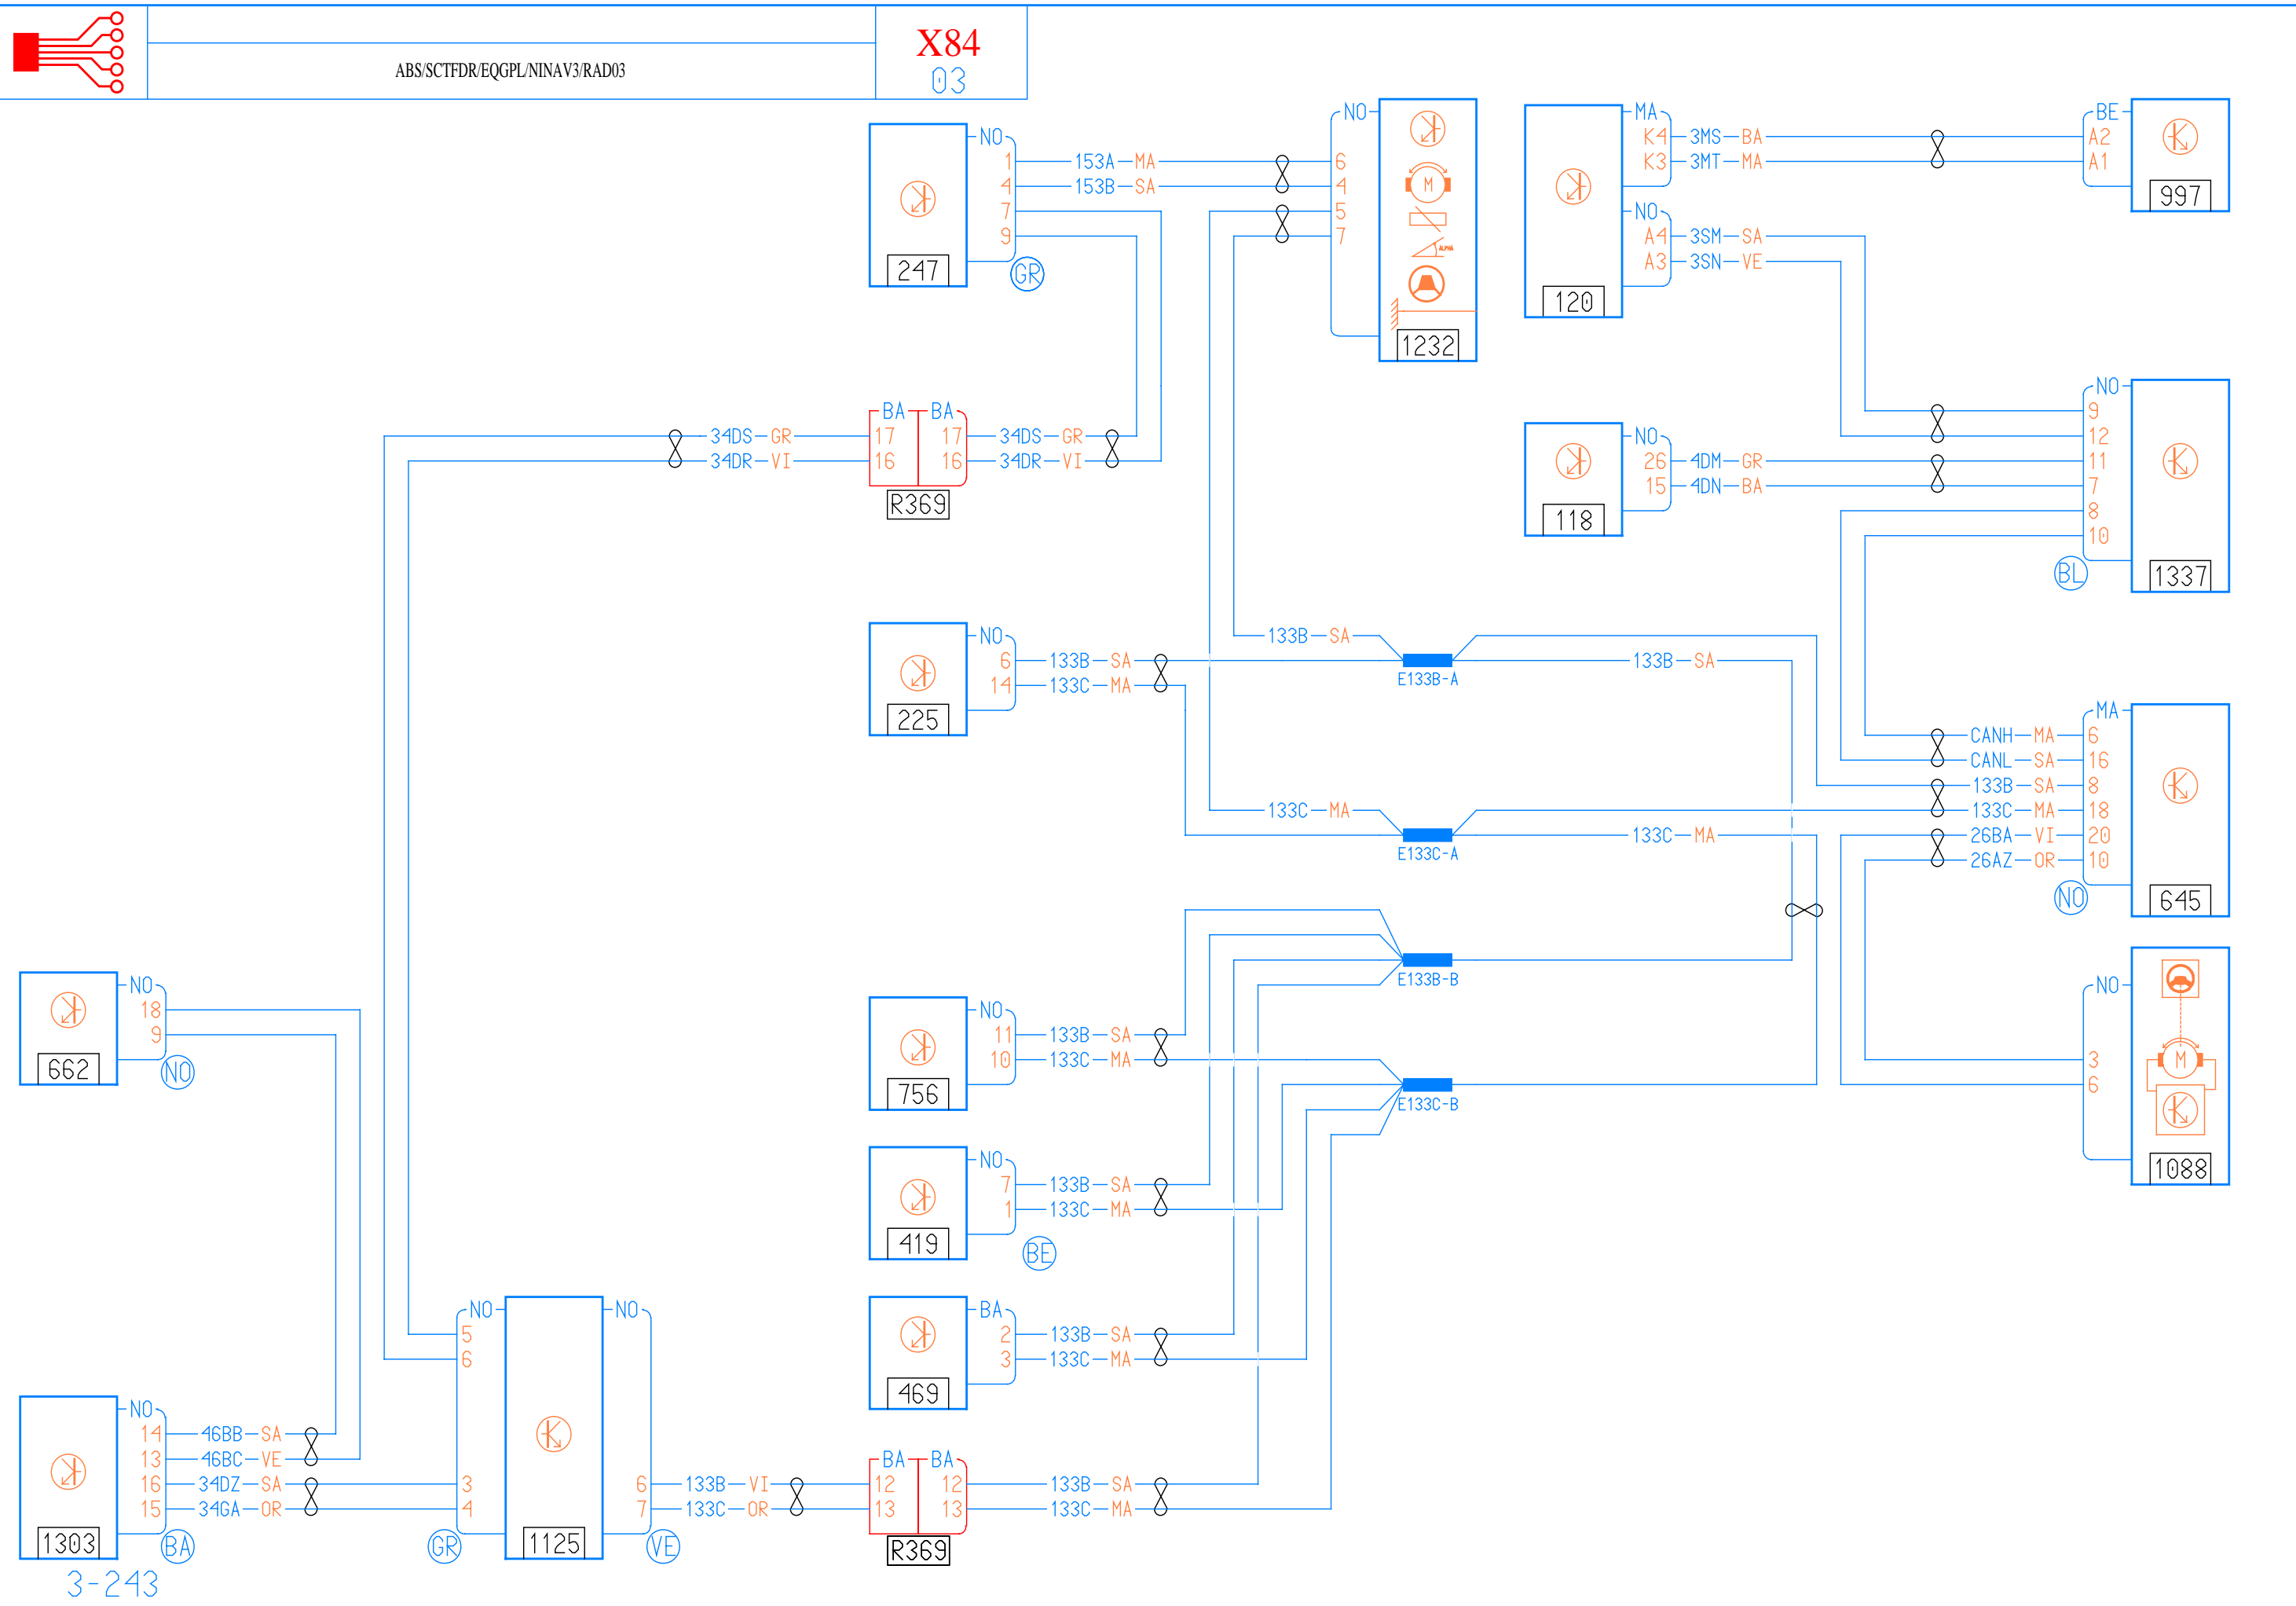 ABS/SCTFDR/EQGPL/NINAV3/RAD03
X84
03
NO
1 153A MA
4 153B SA
7
9
247
GR
NO
6
4
5
7
M
ALPHA
1232
MA
K4 3MS BA
K3 3MT MA
NO
A4 3SM SA
A3 3SN VE
120
BE
A2
A1
997
34DS GR
34DR VI
BA BA
17 17 34DS GR
16 16 34DR VI
R369
NO
26 4DM GR
15 4DN BA
118
NO
9
12
11
7
8
10
BL
1337
NO
6 133B SA
14 133C MA
225
133B SA
E133B-A
133B SA
133C MA
E133C-A
133C MA
MA
CANH MA 6
CANL SA 16
133B SA 8
133C MA 18
26BA VI 20
26AZ OR 10
NO
645
E133B-B
E133C-B
NO
18
9
662
NO
NO
11 133B SA
10 133C MA
756
NO
3
6
M
1088
NO
7 133B SA
1 133C MA
419
BE
BA
2 133B SA
3 133C MA
469
NO
14 46BB SA
13 46BC VE
16 34DZ SA
15 34GA OR
1303
BA
NO
5
6
3
4
GR
1125
NO
6 133B VI
7 133C OR
VE
BA BA
12 12 133B SA
13 13 133C MA
R369
3-243